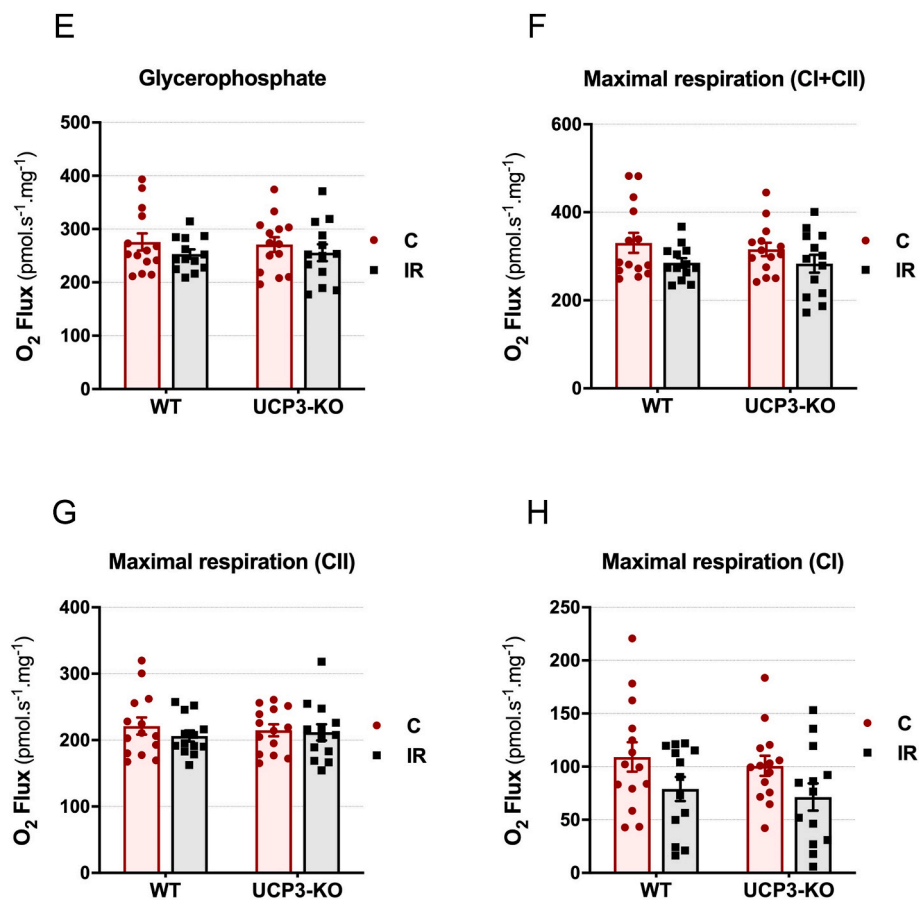 E
Glycerophosphate
O₂ Flux (pmol.s⁻¹.mg⁻¹)
500
400
300
200
100
0
WT
UCP3-KO
C
IR
F
Maximal respiration (CI+CII)
O₂ Flux (pmol.s⁻¹.mg⁻¹)
600
400
200
0
WT
UCP3-KO
C
IR
G
Maximal respiration (CII)
O₂ Flux (pmol.s⁻¹.mg⁻¹)
400
300
200
100
0
WT
UCP3-KO
C
IR
H
Maximal respiration (CI)
O₂ Flux (pmol.s⁻¹.mg⁻¹)
250
200
150
100
50
0
WT
UCP3-KO
C
IR